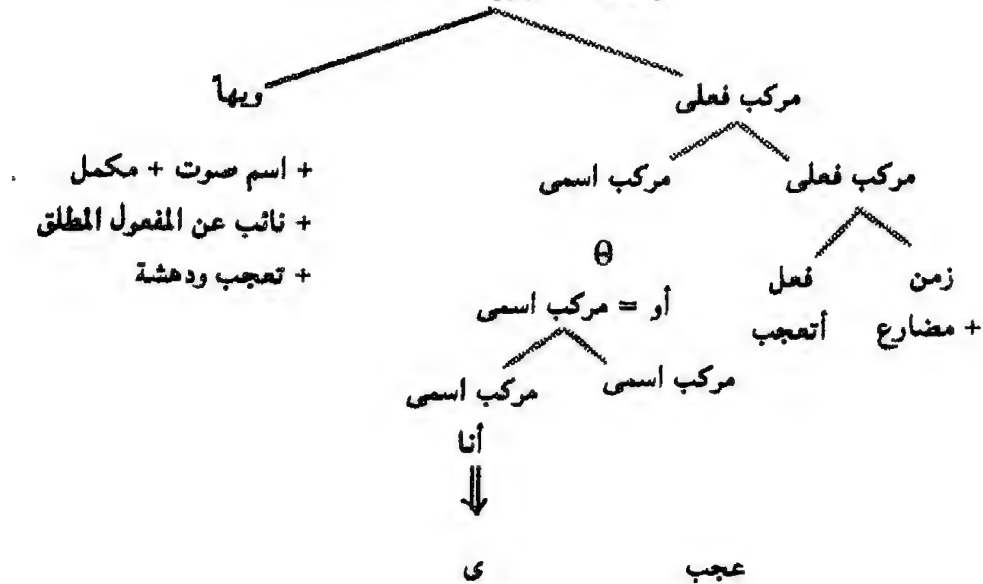 مركب فعلى ويهاً
مركب فعلى مركب اسمى + اسم صوت + مكمل
+ نائب عن المفعول المطلق
θ
زمن فعل + تعجب ودهشة
أو = مركب اسمى
+ مضارع أتعجب
مركب اسمى مركب اسمى
أنا
عجب ى